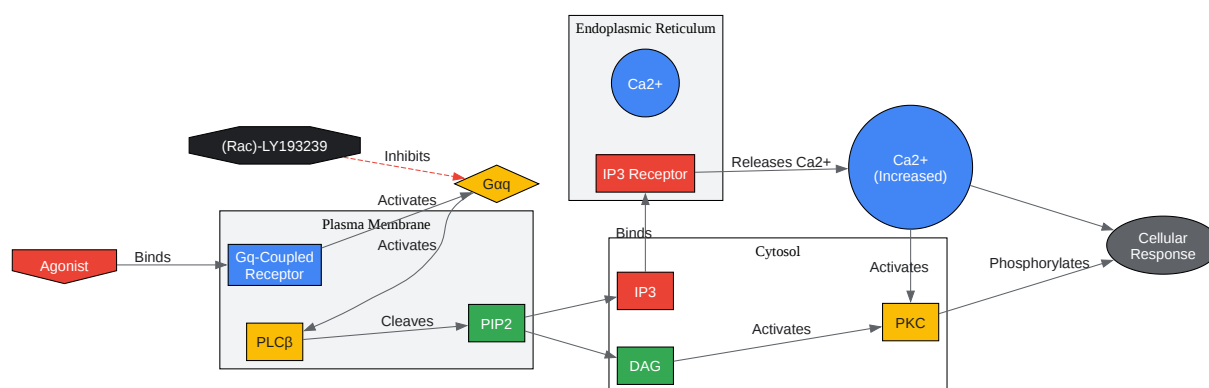 Endoplasmic Reticulum
Ca2+
(Rac)-LY193239
Inhibits
Gαq
IP3 Receptor
Releases Ca2+
Ca2+
(Increased)
Activates
Plasma Membrane
Activates
Binds
Cytosol
Agonist
Binds
Gq-Coupled
Receptor
Cellular
Response
Phosphorylates
Activates
IP3
PLCβ
Cleaves
PIP2
Activates
PKC
DAG